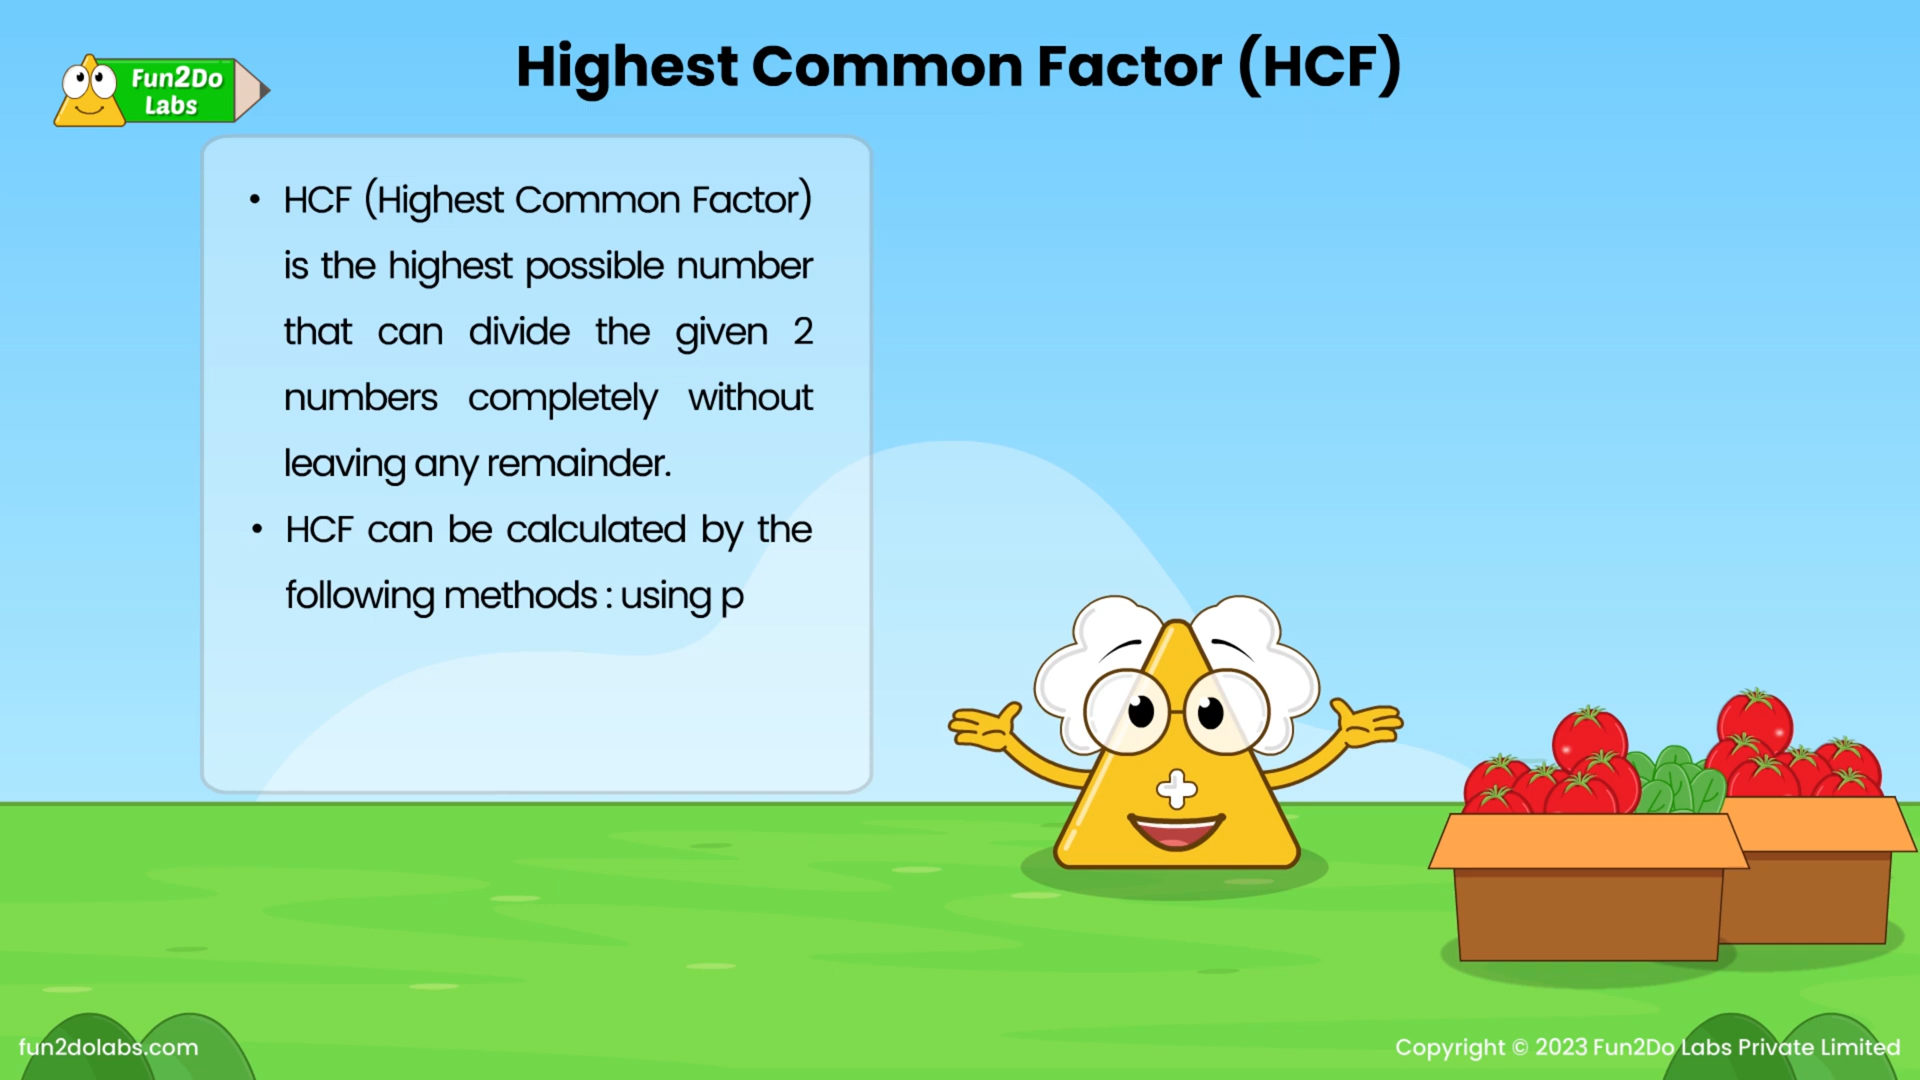 Highest Common Factor (HCF)
Fun2Do
Labs
• HCF (Highest Common Factor)
is the highest possible number
that can divide the given 2
numbers completely without
leaving any remainder.
• HCF can be calculated by the
following methods : using p
fun2dolabs.com
Copyright © 2023 Fun2Do Labs Private Limited